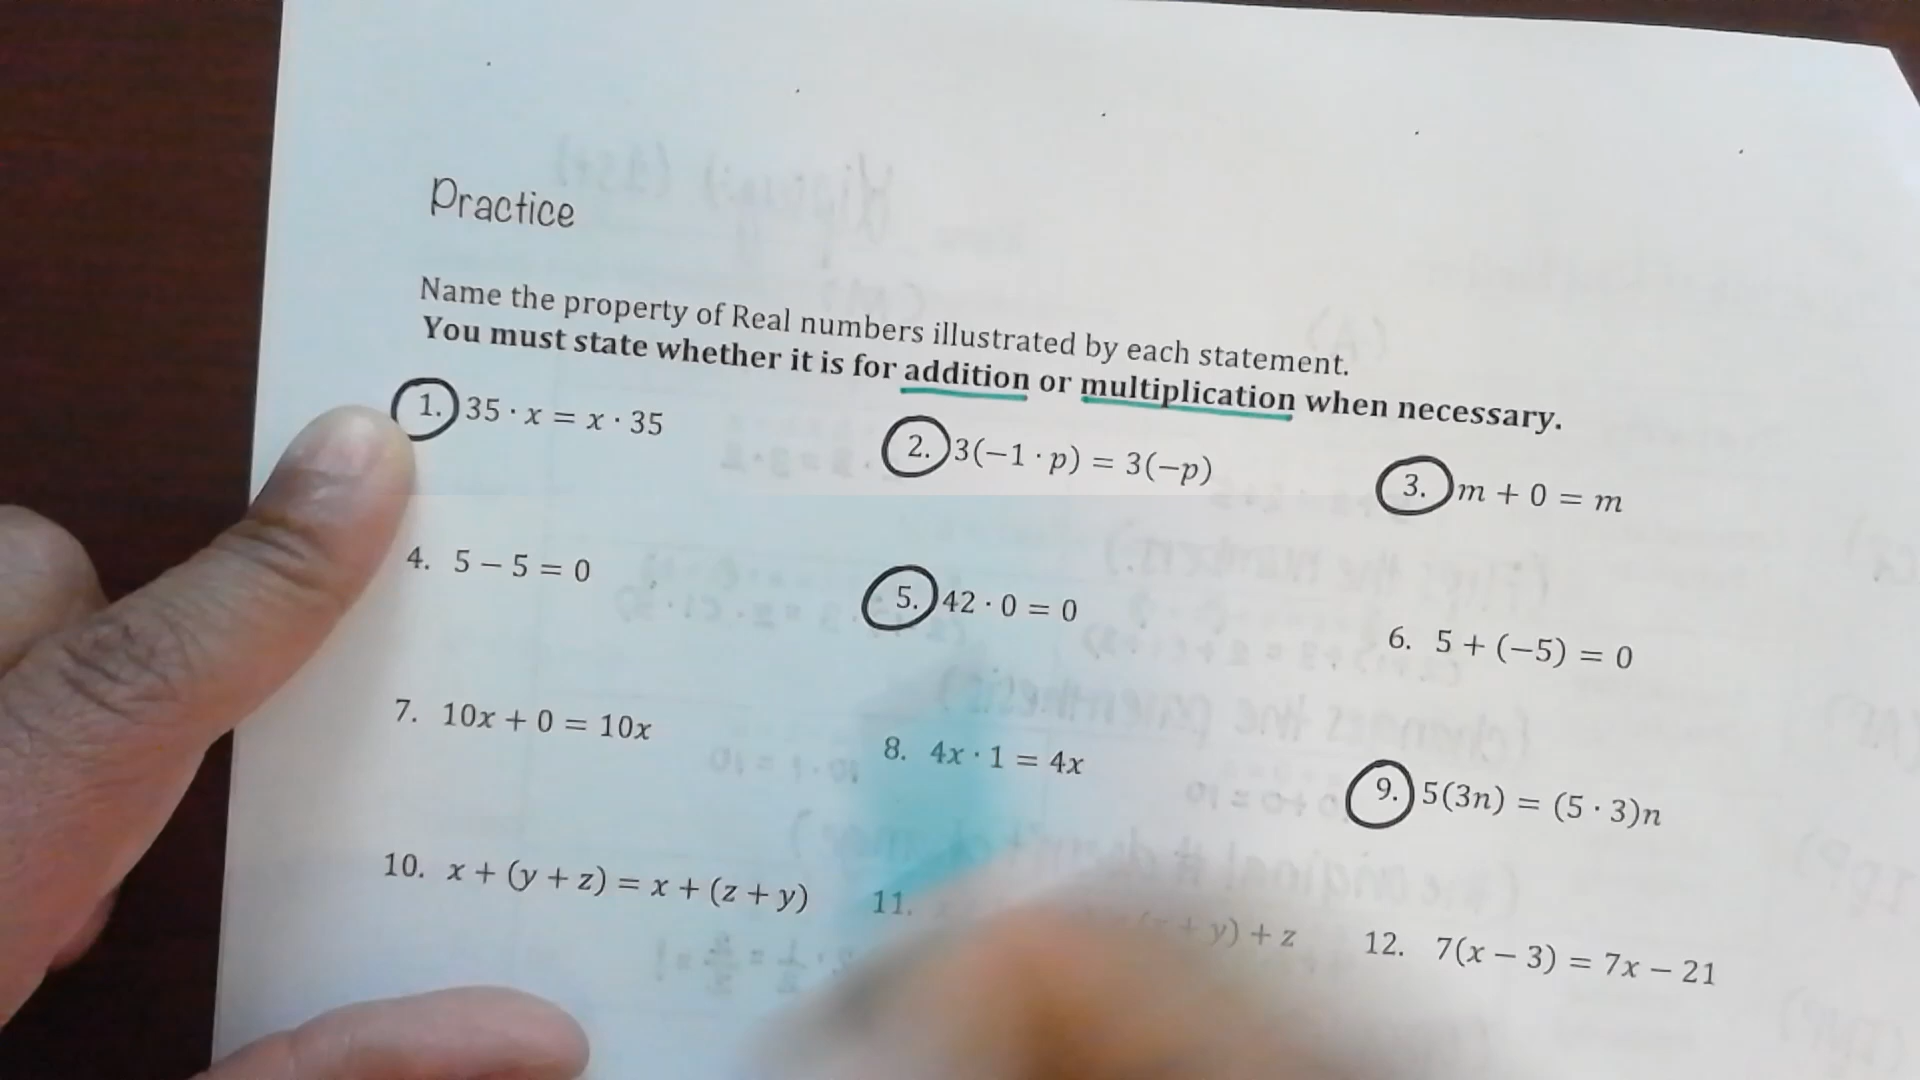 Practice
Name the property of Real numbers illustrated by each statement.
You must state whether it is for addition or multiplication when necessary.
1. 35 · x = x · 35
2. 3(−1 · p) = 3(−p)
3. m + 0 = m
4. 5 − 5 = 0
5. 42 · 0 = 0
6. 5 + (−5) = 0
7. 10x + 0 = 10x
8. 4x · 1 = 4x
9. 5(3n) = (5 · 3)n
10. x + (y + z) = x + (z + y)
11. + y) + z
12. 7(x − 3) = 7x − 21